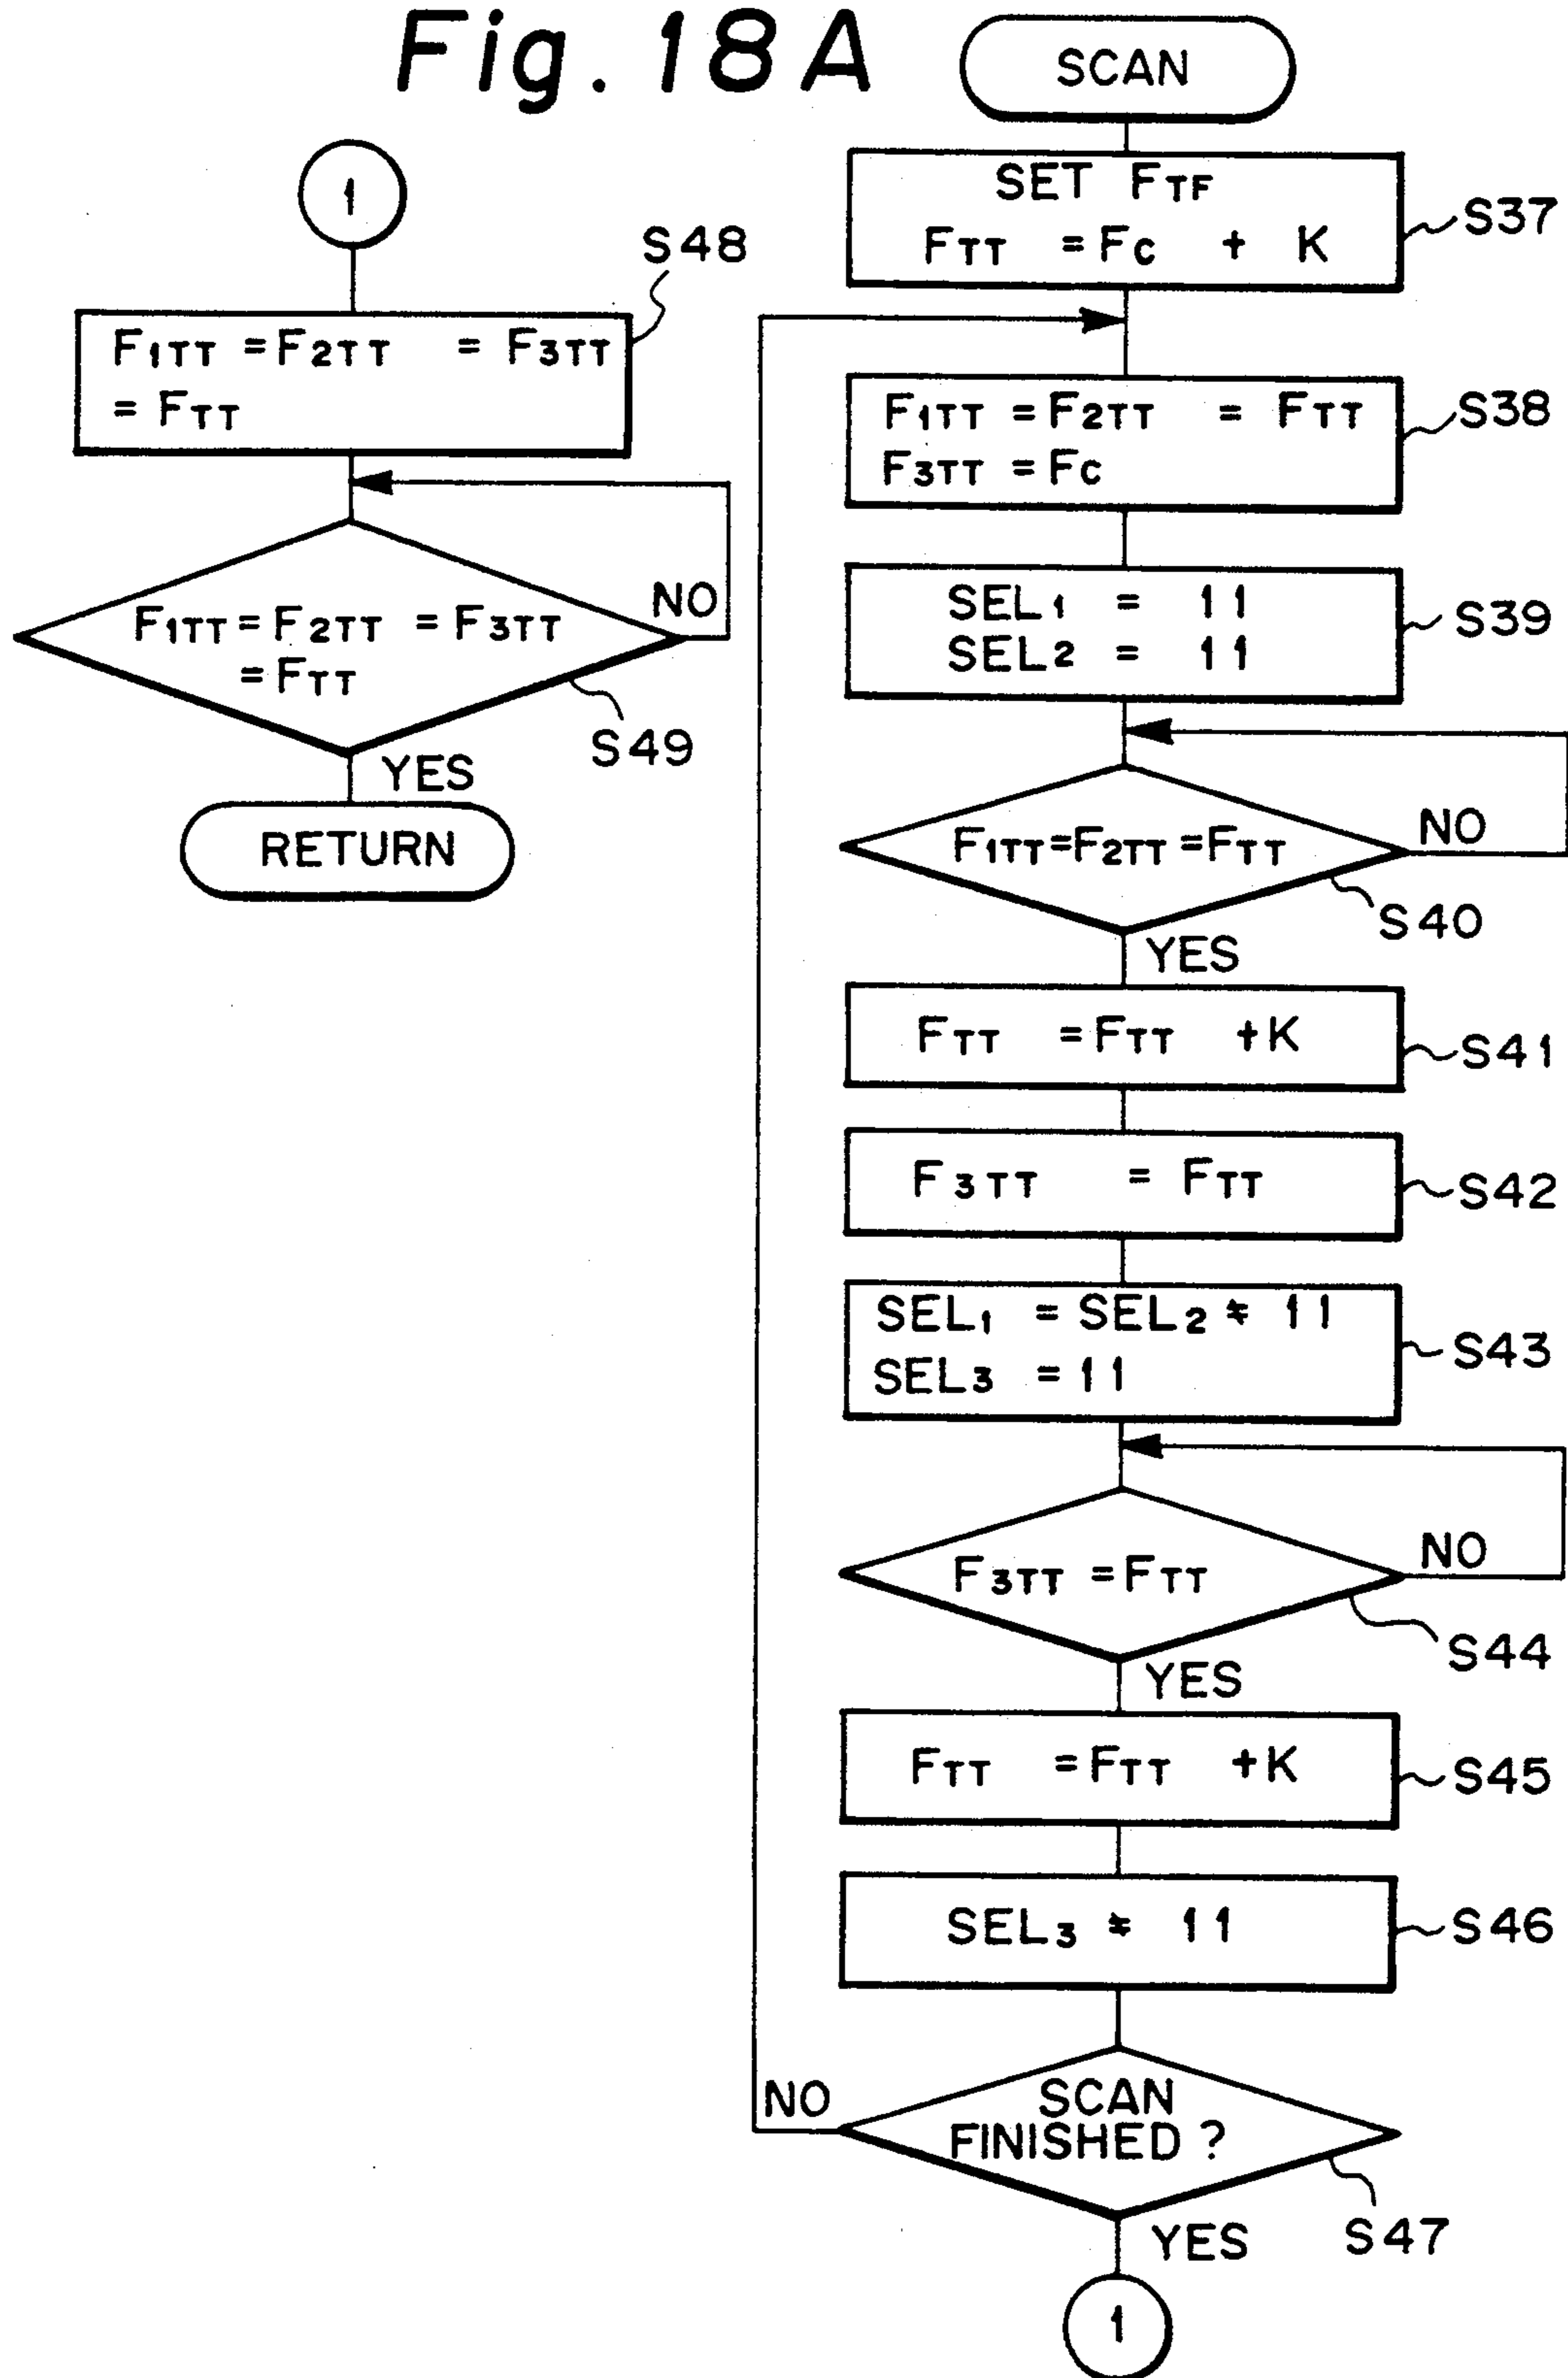 Fig. 18A
SCAN
SET FTF
FTT = FC + K
S37
F1TT = F2TT = FTT
F3TT = FC
S38
SEL1 = 11
SEL2 = 11
S39
F1TT = F2TT = FTT
NO
S40
YES
FTT = FTT + K
S41
F3TT = FTT
S42
SEL1 = SEL2 ≠ 11
SEL3 = 11
S43
F3TT = FTT
NO
S44
YES
FTT = FTT + K
S45
SEL3 ≠ 11
S46
SCAN
FINISHED ?
NO
S47
YES
1
1
S48
F1TT = F2TT = F3TT
= FTT
F1TT = F2TT = F3TT
= FTT
NO
S49
YES
RETURN